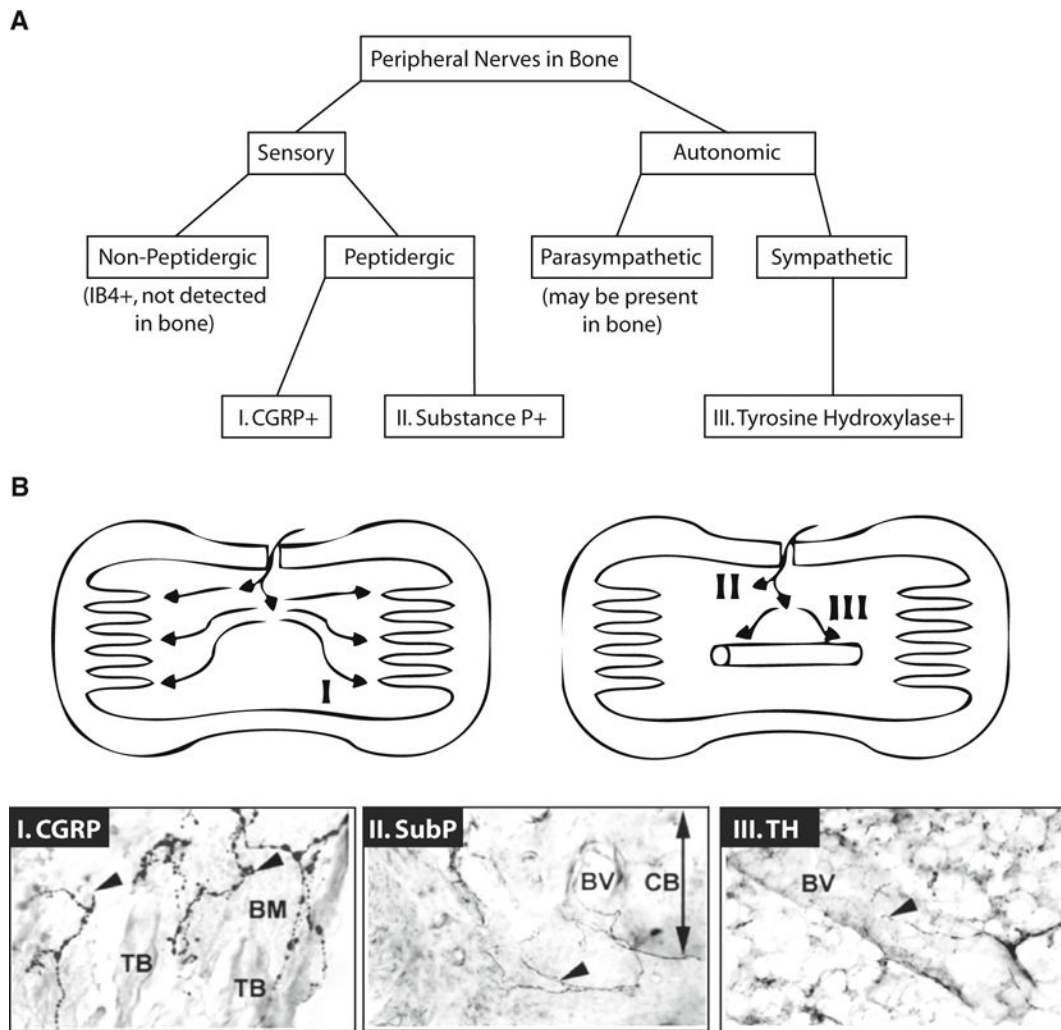 A
Peripheral Nerves in Bone
Sensory
Autonomic
Non-Peptidergic
Peptidergic
Parasympathetic
Sympathetic
(IB4+, not detected
in bone)
(may be present
in bone)
I. CGRP+
II. Substance P+
III. Tyrosine Hydroxylase+
B
I
II
III
I. CGRP
BM
TB
TB
II. SubP
BV
CB
III. TH
BV